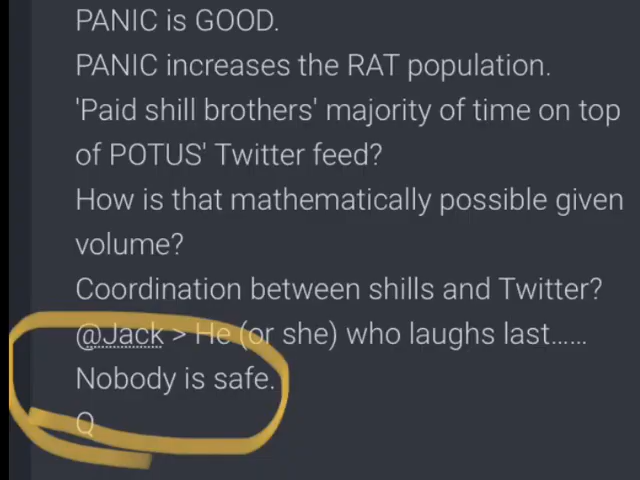 PANIC is GOOD.
PANIC increases the RAT population.
'Paid shill brothers' majority of time on top
of POTUS' Twitter feed?
How is that mathematically possible given
volume?
Coordination between shills and Twitter?
@Jack > He (or she) who laughs last......
Nobody is safe.
Q